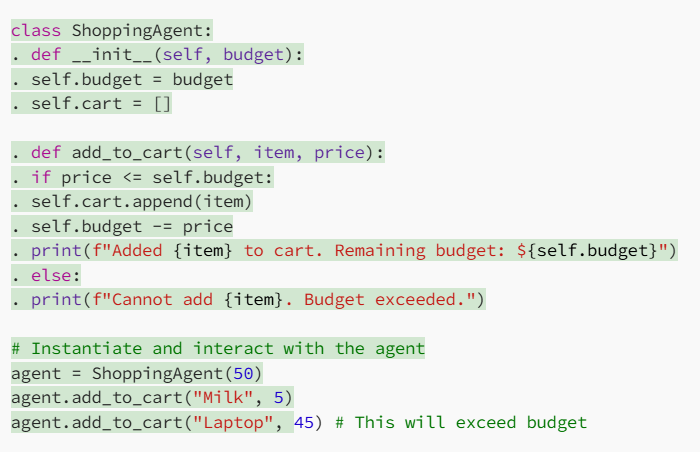 class ShoppingAgent:
. def __init__(self, budget):
. self.budget = budget
. self.cart = []
. def add_to_cart(self, item, price):
. if price <= self.budget:
. self.cart.append(item)
. self.budget -= price
. print(f"Added {item} to cart. Remaining budget: ${self.budget}")
. else:
. print(f"Cannot add {item}. Budget exceeded.")
# Instantiate and interact with the agent
agent = ShoppingAgent(50)
agent.add_to_cart("Milk", 5)
agent.add_to_cart("Laptop", 45) # This will exceed budget